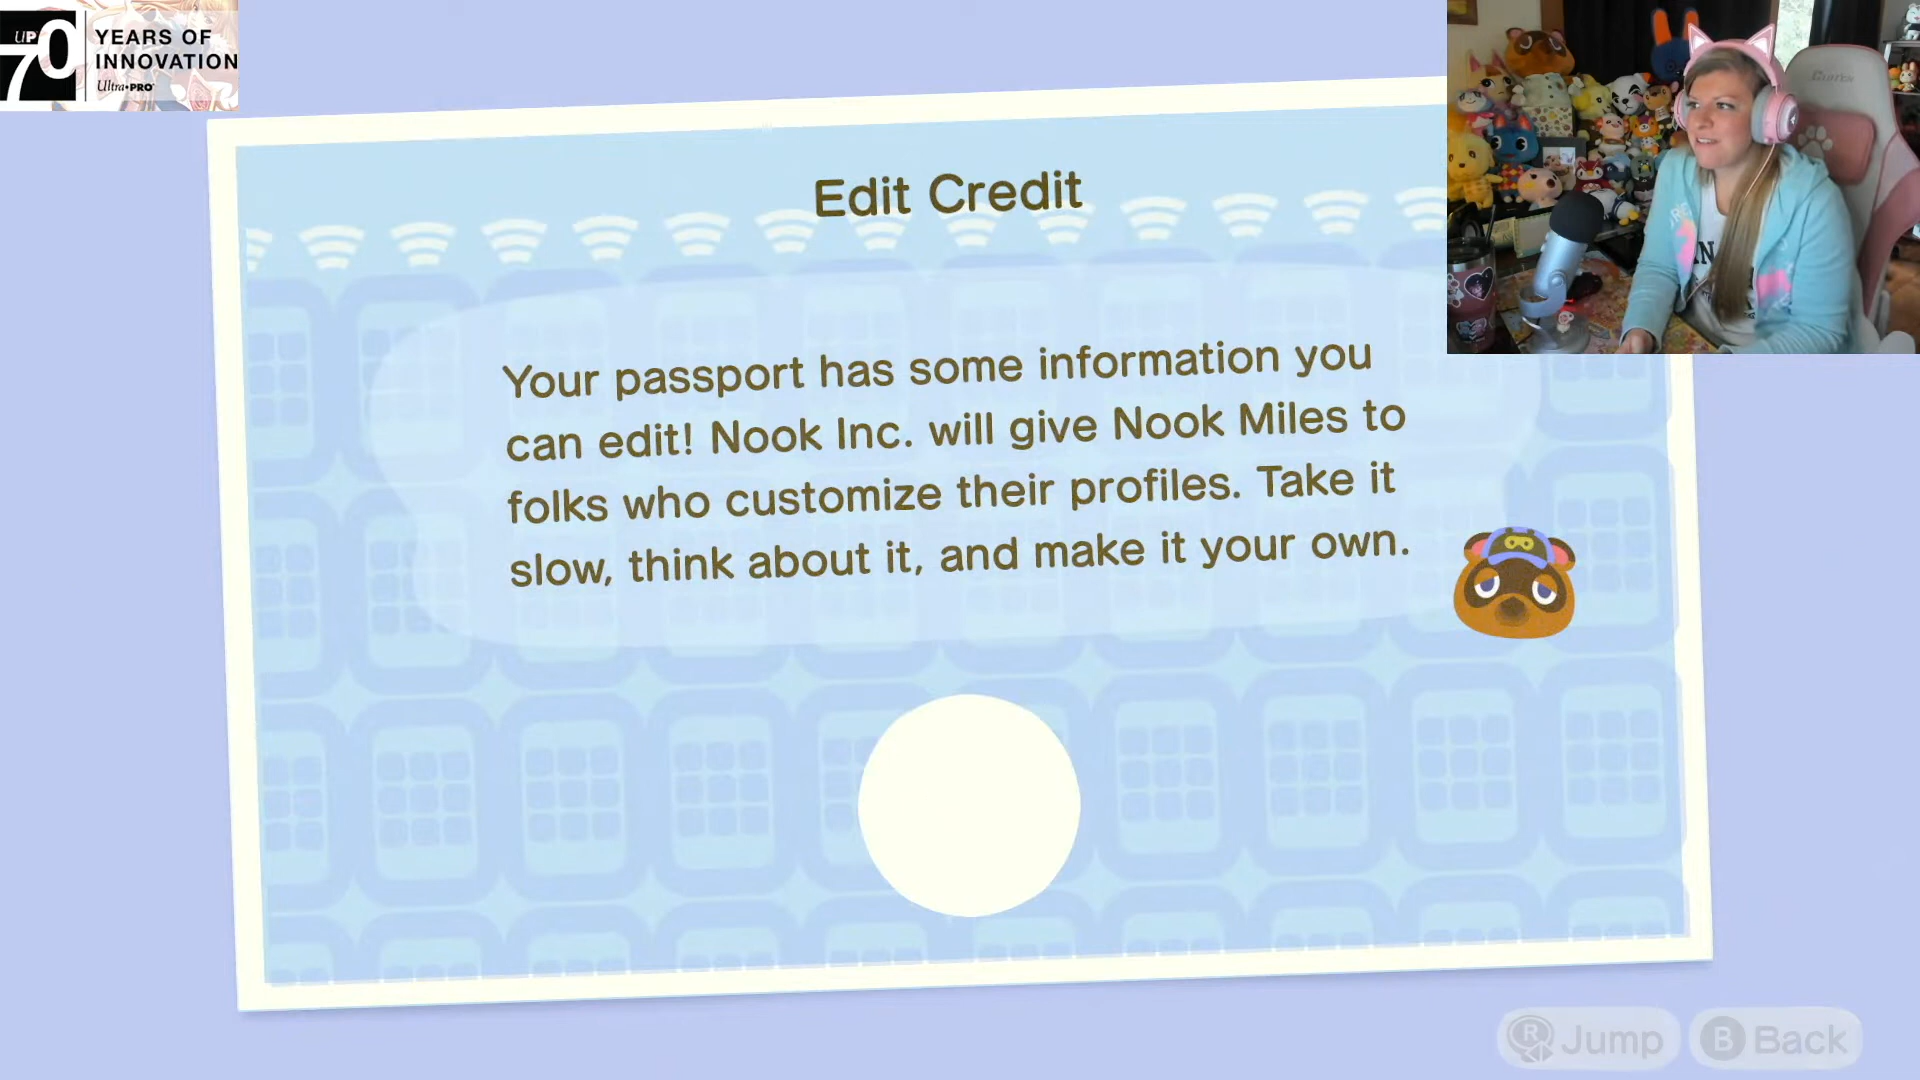 UP
70
YEARS OF
INNOVATION
Ultra•PRO
Edit Credit
Your passport has some information you
can edit! Nook Inc. will give Nook Miles to
folks who customize their profiles. Take it
slow, think about it, and make it your own.
R Jump
B Back